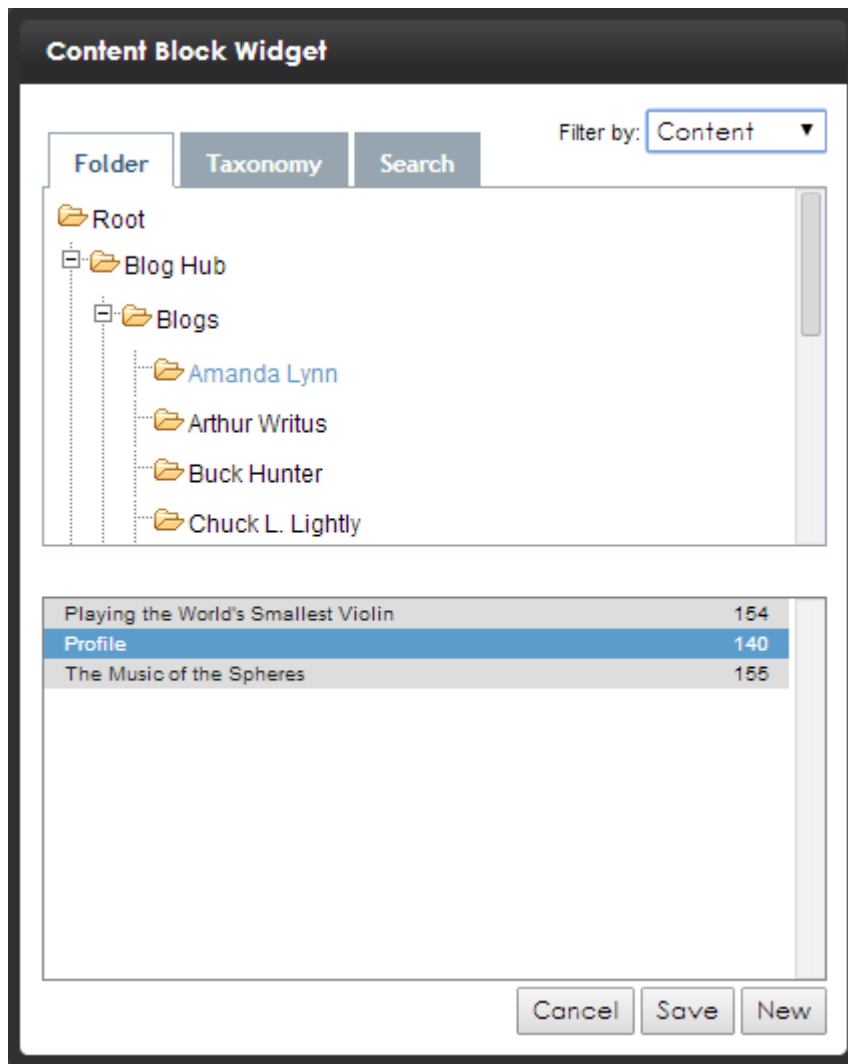 Content Block Widget
Filter by: Content
Folder Taxonomy Search
Root
Blog Hub
Blogs
Amanda Lynn
Arthur Writus
Buck Hunter
Chuck L. Lightly
Playing the World's Smallest Violin 154
Profile 140
The Music of the Spheres 155
Cancel Save New